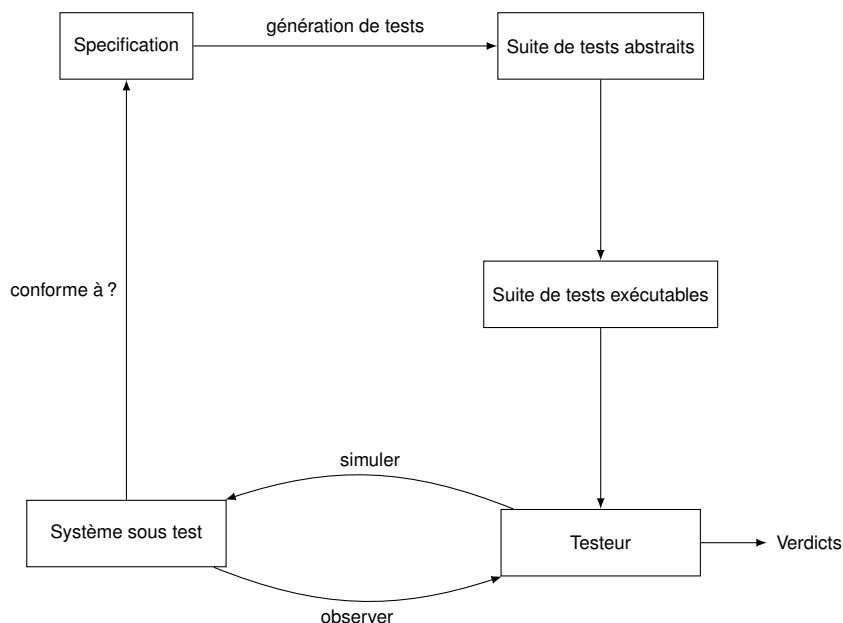 génération de tests
Specification
Suite de tests abstraits
conforme à ?
Suite de tests exécutables
simuler
Système sous test
Testeur
Verdicts
observer